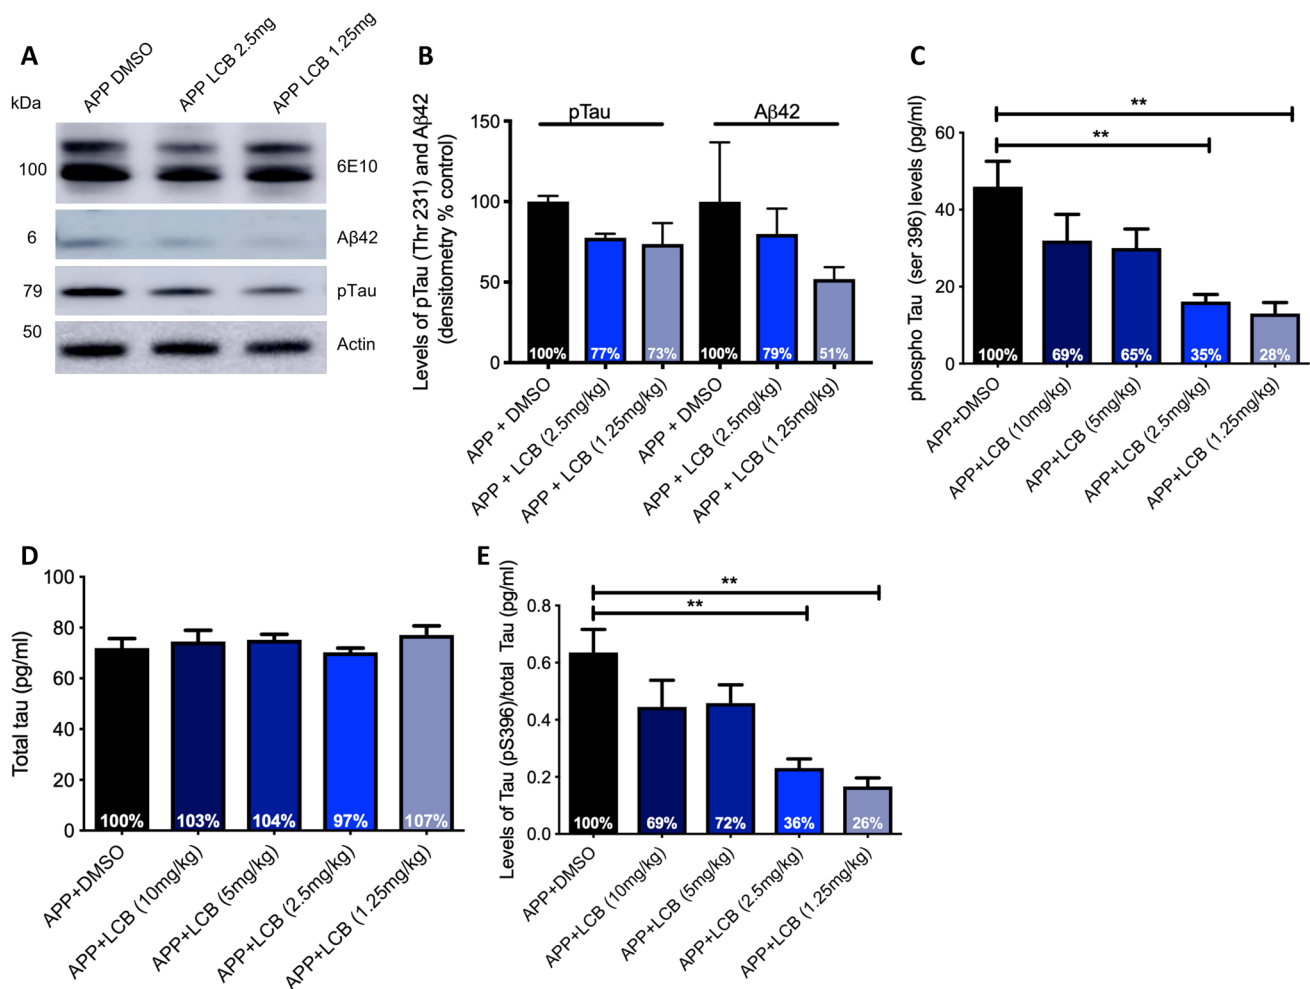 A
APP DMSO
APP LCB 2.5mg
APP LCB 1.25mg
kDa
100
6E10
6
Aβ42
79
pTau
50
Actin
B
Levels of pTau (Thr 231) and Aβ42
(densitometry % control)
pTau
Aβ42
150
100
50
0
100%
77%
73%
100%
79%
51%
APP + DMSO
APP + LCB (2.5mg/kg)
APP + LCB (1.25mg/kg)
APP + DMSO
APP + LCB (2.5mg/kg)
APP + LCB (1.25mg/kg)
C
phospho Tau (ser 396) levels (pg/ml)
**
**
60
40
20
0
100%
69%
65%
35%
28%
APP+DMSO
APP+LCB (10mg/kg)
APP+LCB (5mg/kg)
APP+LCB (2.5mg/kg)
APP+LCB (1.25mg/kg)
D
Total tau (pg/ml)
100
80
60
40
20
0
100%
103%
104%
97%
107%
APP+DMSO
APP+LCB (10mg/kg)
APP+LCB (5mg/kg)
APP+LCB (2.5mg/kg)
APP+LCB (1.25mg/kg)
E
Levels of Tau (pS396)/total Tau (pg/ml)
**
**
0.8
0.6
0.4
0.2
0.0
100%
69%
72%
36%
26%
APP+DMSO
APP+LCB (10mg/kg)
APP+LCB (5mg/kg)
APP+LCB (2.5mg/kg)
APP+LCB (1.25mg/kg)